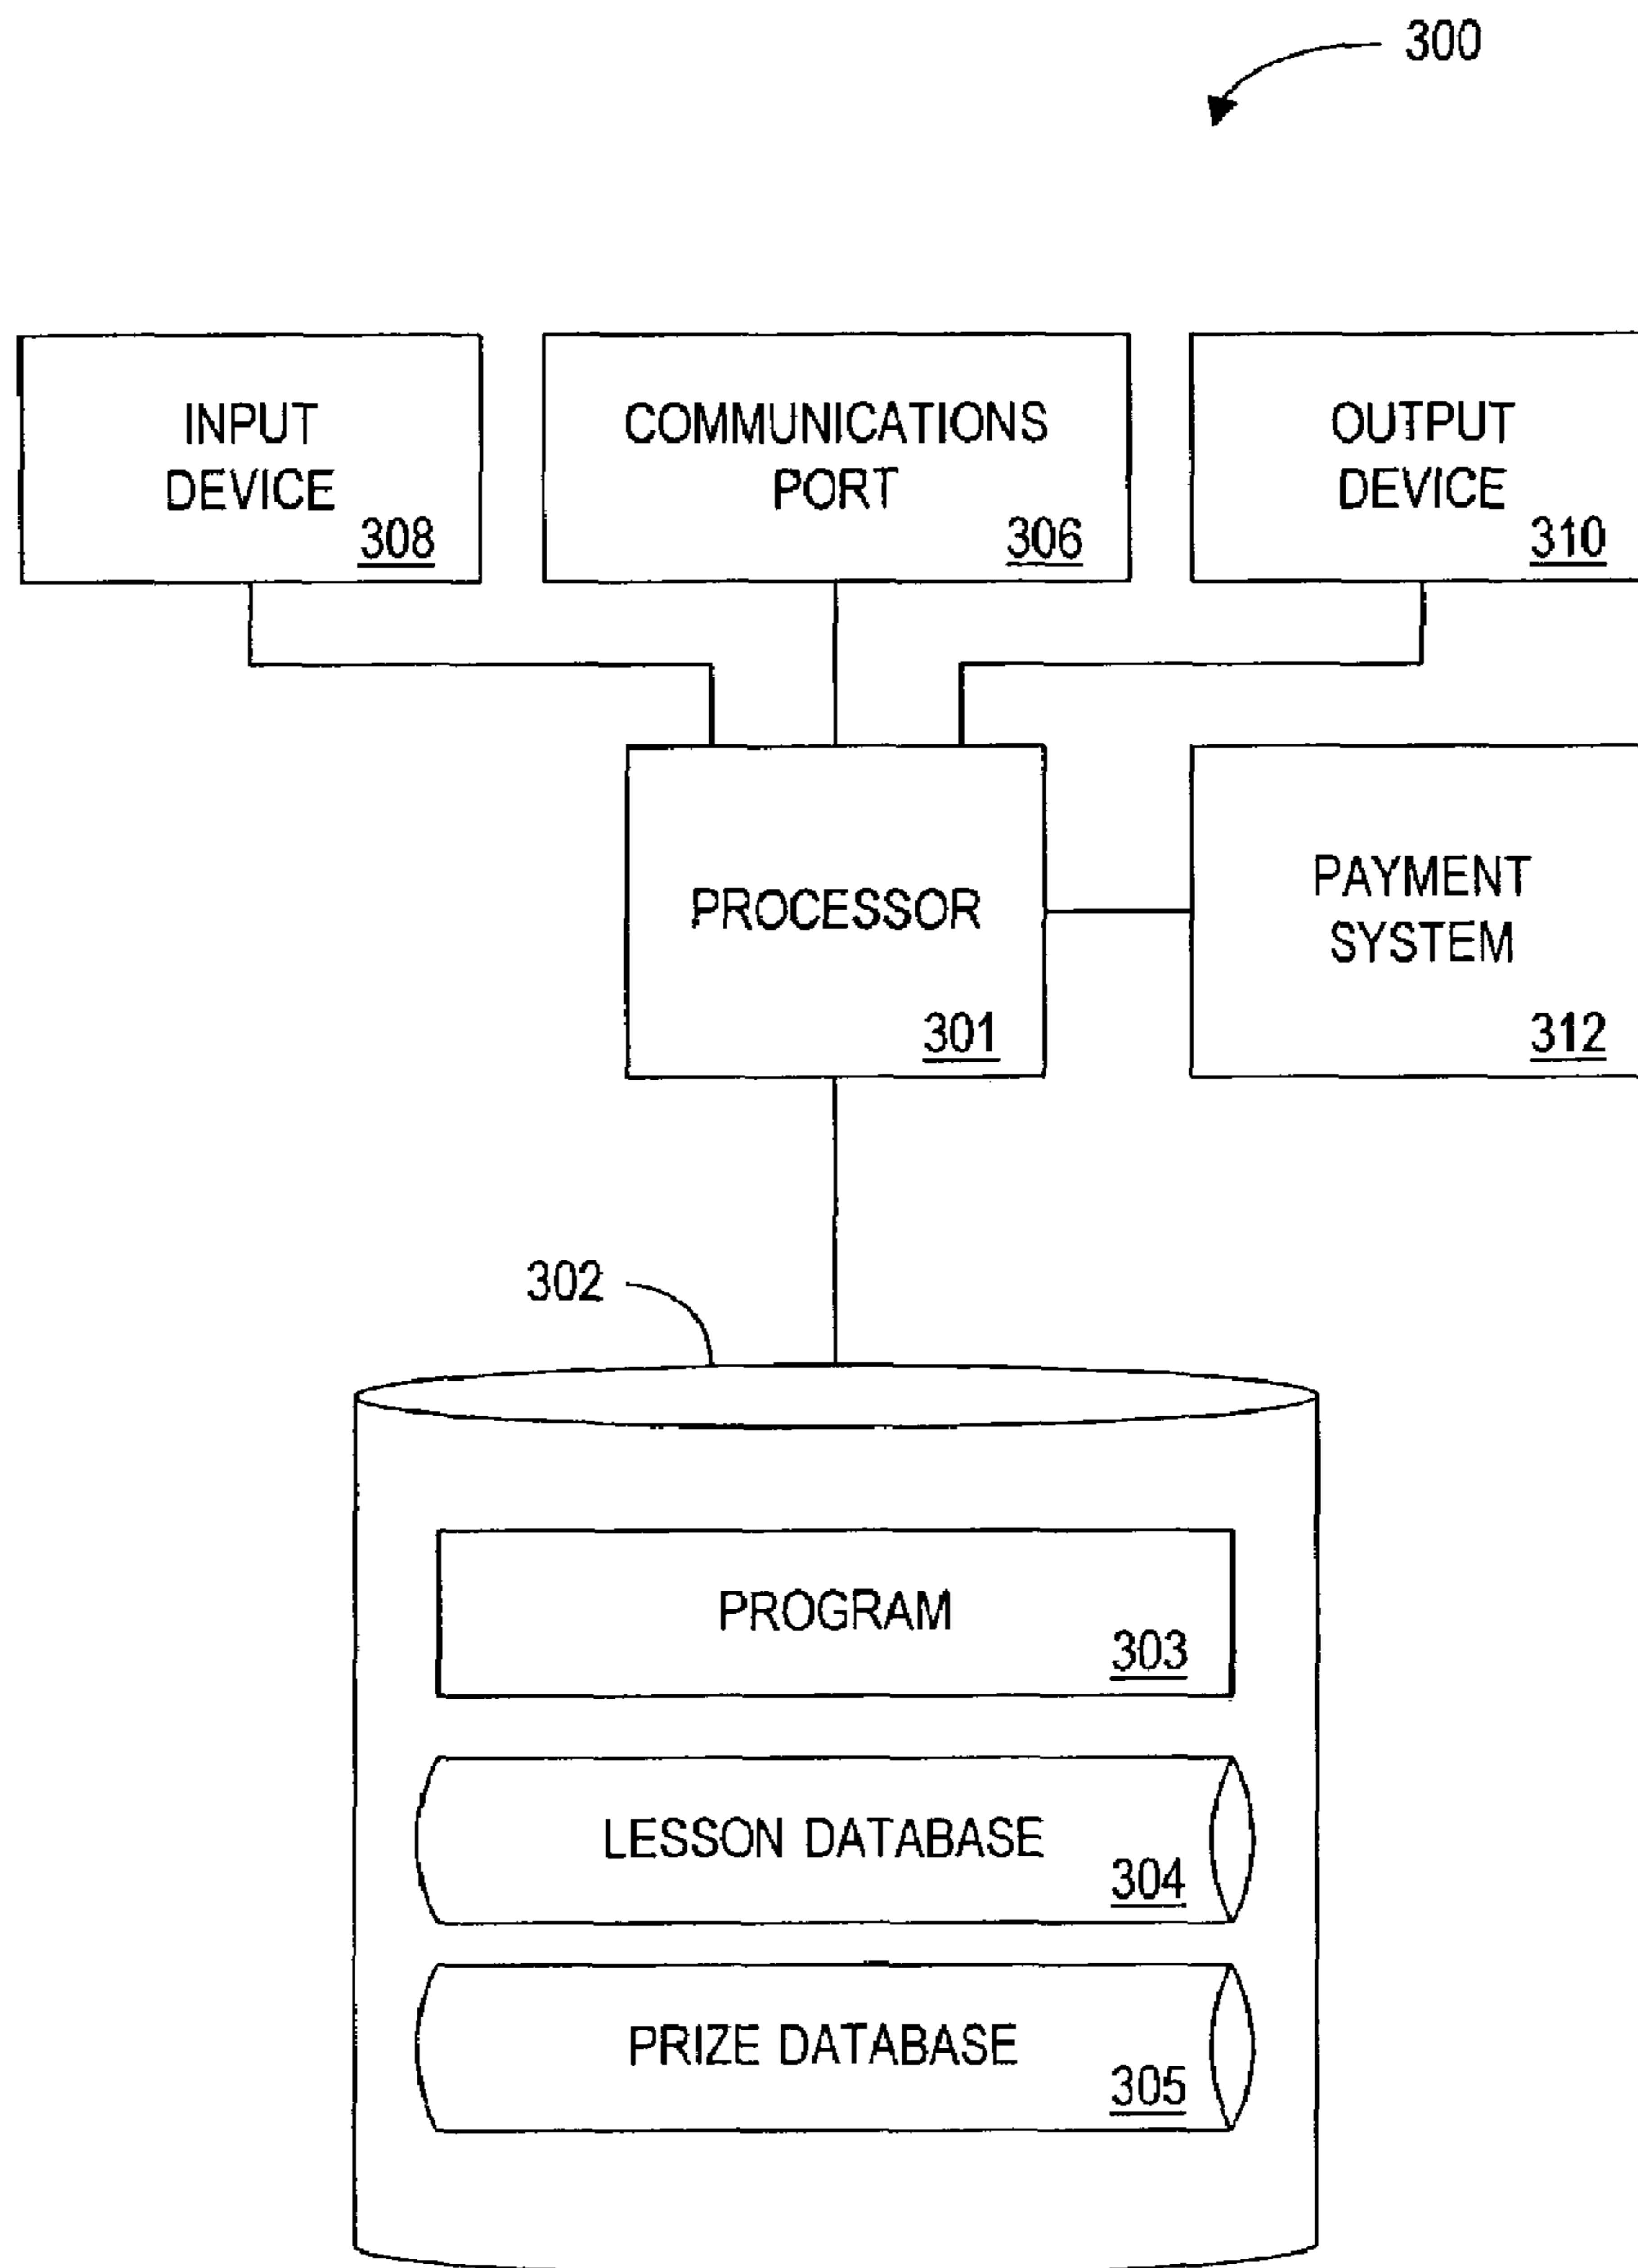 300
INPUT
DEVICE
308
COMMUNICATIONS
PORT
306
OUTPUT
DEVICE
310
PROCESSOR
301
PAYMENT
SYSTEM
312
302
PROGRAM
303
LESSON DATABASE
304
PRIZE DATABASE
305